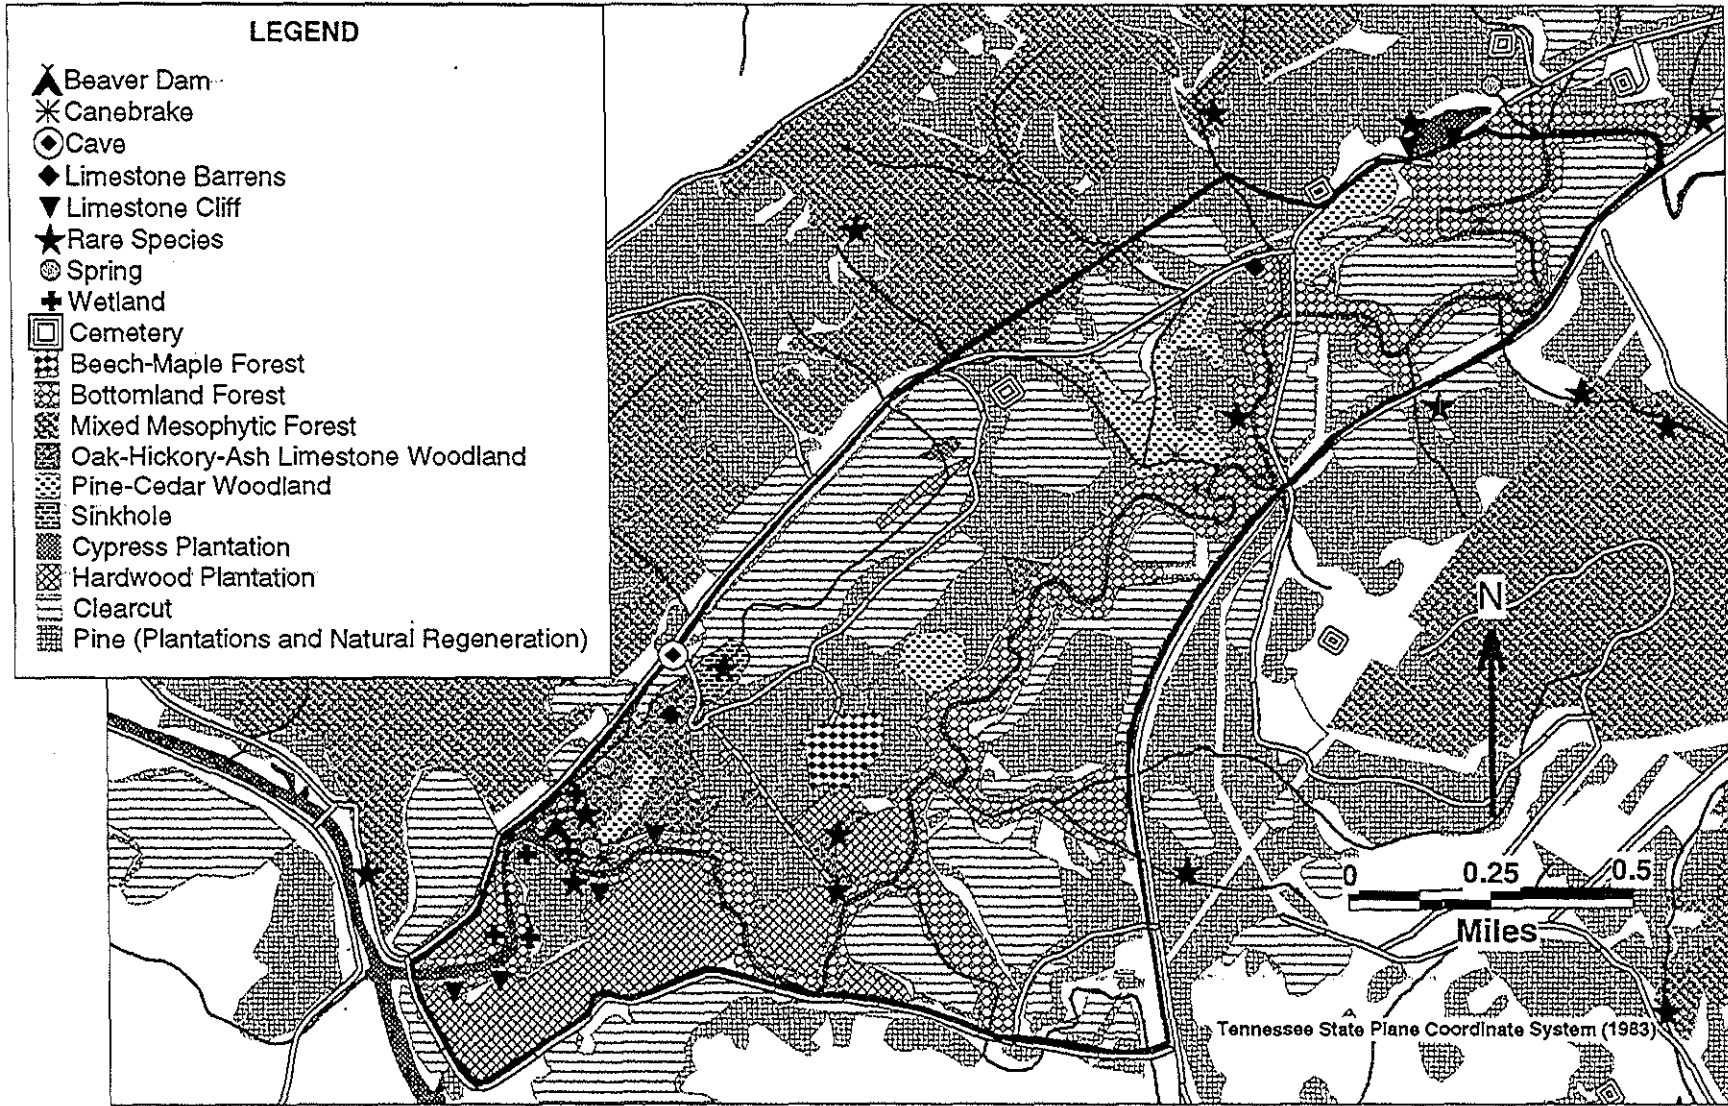 LEGEND
Beaver Dam
Canebrake
Cave
Limestone Barrens
Limestone Cliff
Rare Species
Spring
Wetland
Cemetery
Beech-Maple Forest
Bottomland Forest
Mixed Mesophytic Forest
Oak-Hickory-Ash Limestone Woodland
Pine-Cedar Woodland
Sinkhole
Cypress Plantation
Hardwood Plantation
Clearcut
Pine (Plantations and Natural Regeneration)
N
0 0.25 0.5
Miles
Tennessee State Plane Coordinate System (1983)